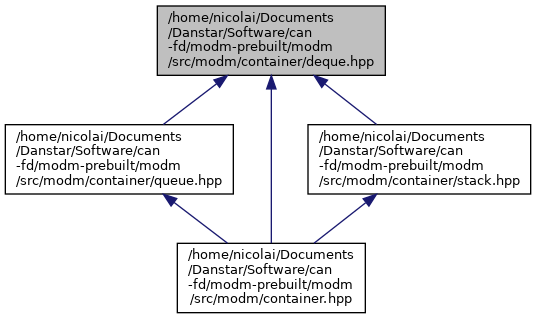 /home/nicolai/Documents
/Danstar/Software/can
-fd/modm-prebuilt/modm
/src/modm/container/deque.hpp
/home/nicolai/Documents
/Danstar/Software/can
-fd/modm-prebuilt/modm
/src/modm/container/queue.hpp
/home/nicolai/Documents
/Danstar/Software/can
-fd/modm-prebuilt/modm
/src/modm/container/stack.hpp
/home/nicolai/Documents
/Danstar/Software/can
-fd/modm-prebuilt/modm
/src/modm/container.hpp